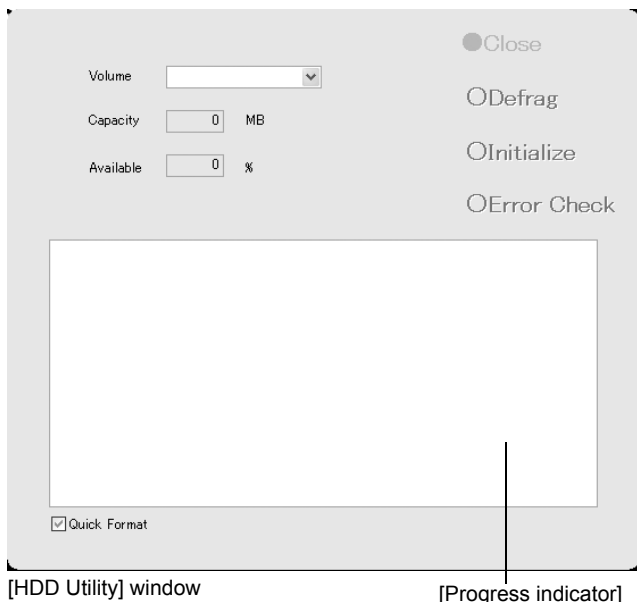 ●Close
Volume
○Defrag
Capacity 0 MB
○Initialize
Available 0 %
○Error Check
Quick Format
[HDD Utility] window
[Progress indicator]